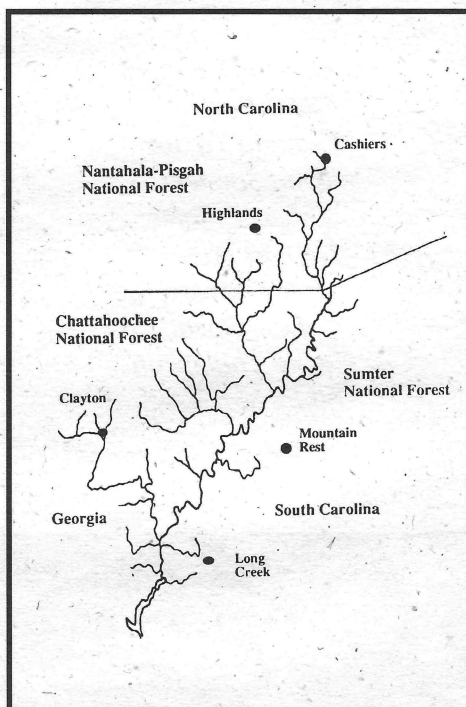 North Carolina
Cashiers
Nantahala-Pisgah
National Forest
Highlands
Chattahoochee
National Forest
Sumter
National Forest
Clayton
Mountain
Rest
South Carolina
Georgia
Long
Creek